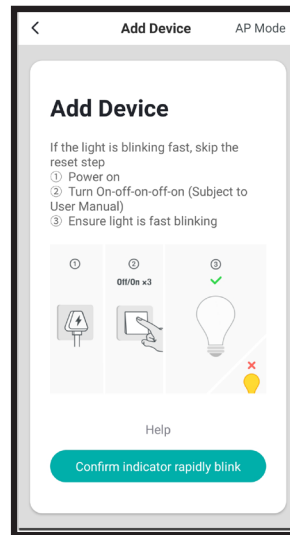 Add Device AP Mode
Add Device
If the light is blinking fast, skip the
reset step
① Power on
② Turn On-off-on-off-on (Subject to
User Manual)
③ Ensure light is fast blinking
① ② ③
Off/On ×3
Help
Confirm indicator rapidly blink